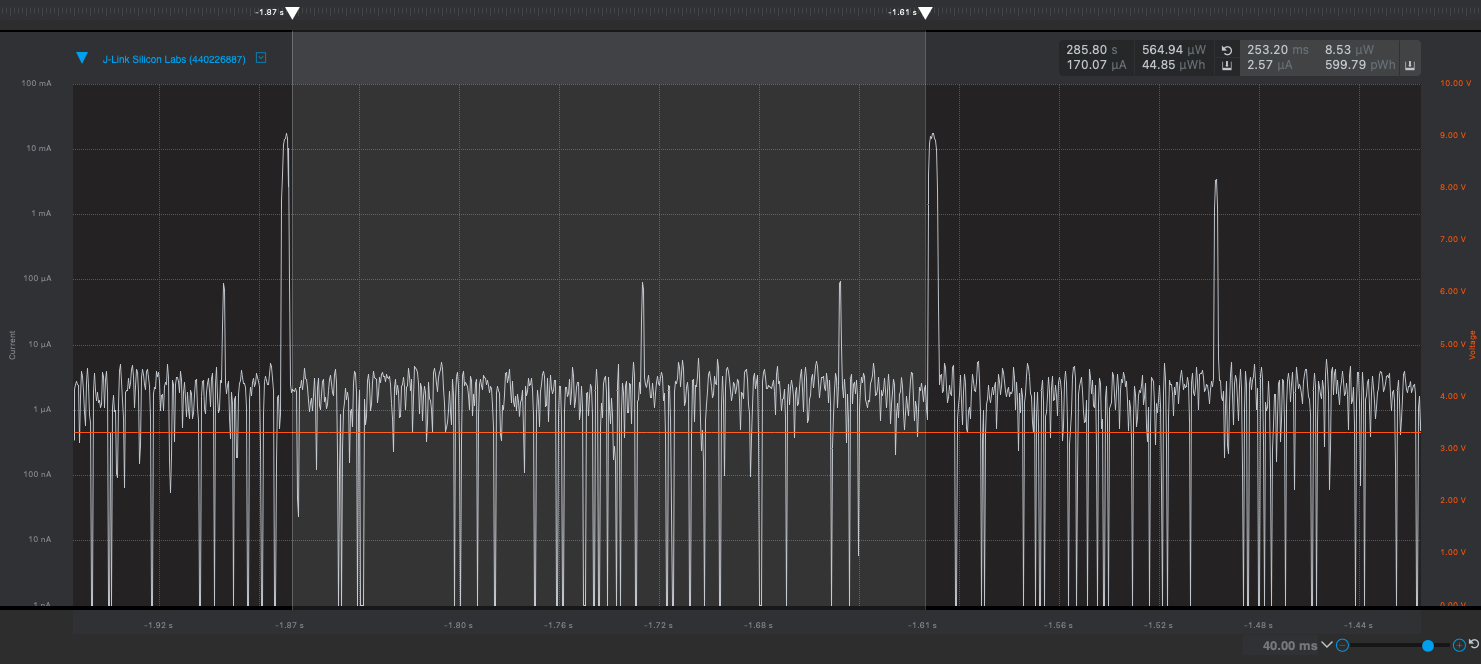 -1.87 s
-1.61 s
J-Link Silicon Labs (440226887)
285.80 s 564.94 µW 253.20 ms 8.53 µW
170.07 µA 44.85 µWh 2.57 µA 599.79 pWh
100 mA
10 mA
1 mA
100 µA
10 µA
1 µA
100 nA
10 nA
1 nA
Current
10.00 V
9.00 V
8.00 V
7.00 V
6.00 V
5.00 V
4.00 V
3.00 V
2.00 V
1.00 V
0.00 V
Voltage
-1.92 s -1.87 s -1.80 s -1.76 s -1.72 s -1.68 s -1.61 s -1.56 s -1.52 s -1.48 s -1.44 s
40.00 ms